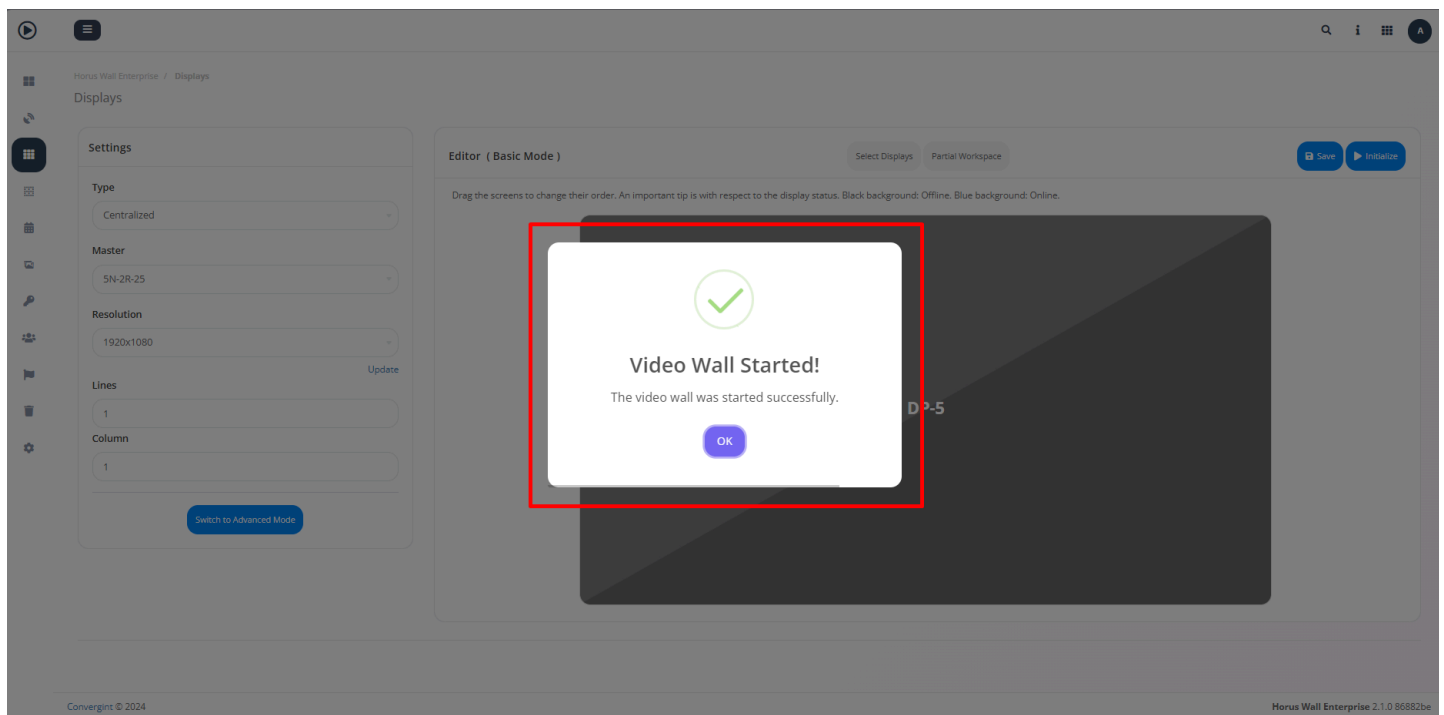 A
Horus Wall Enterprise / Displays
Displays
Settings
Type
Centralized
Master
5N-2R-25
Resolution
1920x1080
Update
Lines
1
Column
1
Switch to Advanced Mode
Editor ( Basic Mode )
Select Displays
Partial Workspace
Save
Initialize
Drag the screens to change their order. An important tip is with respect to the display status. Black background: Offline. Blue background: Online.
DP-5
Video Wall Started!
The video wall was started successfully.
OK
Convergint © 2024
Horus Wall Enterprise 2.1.0 86882be